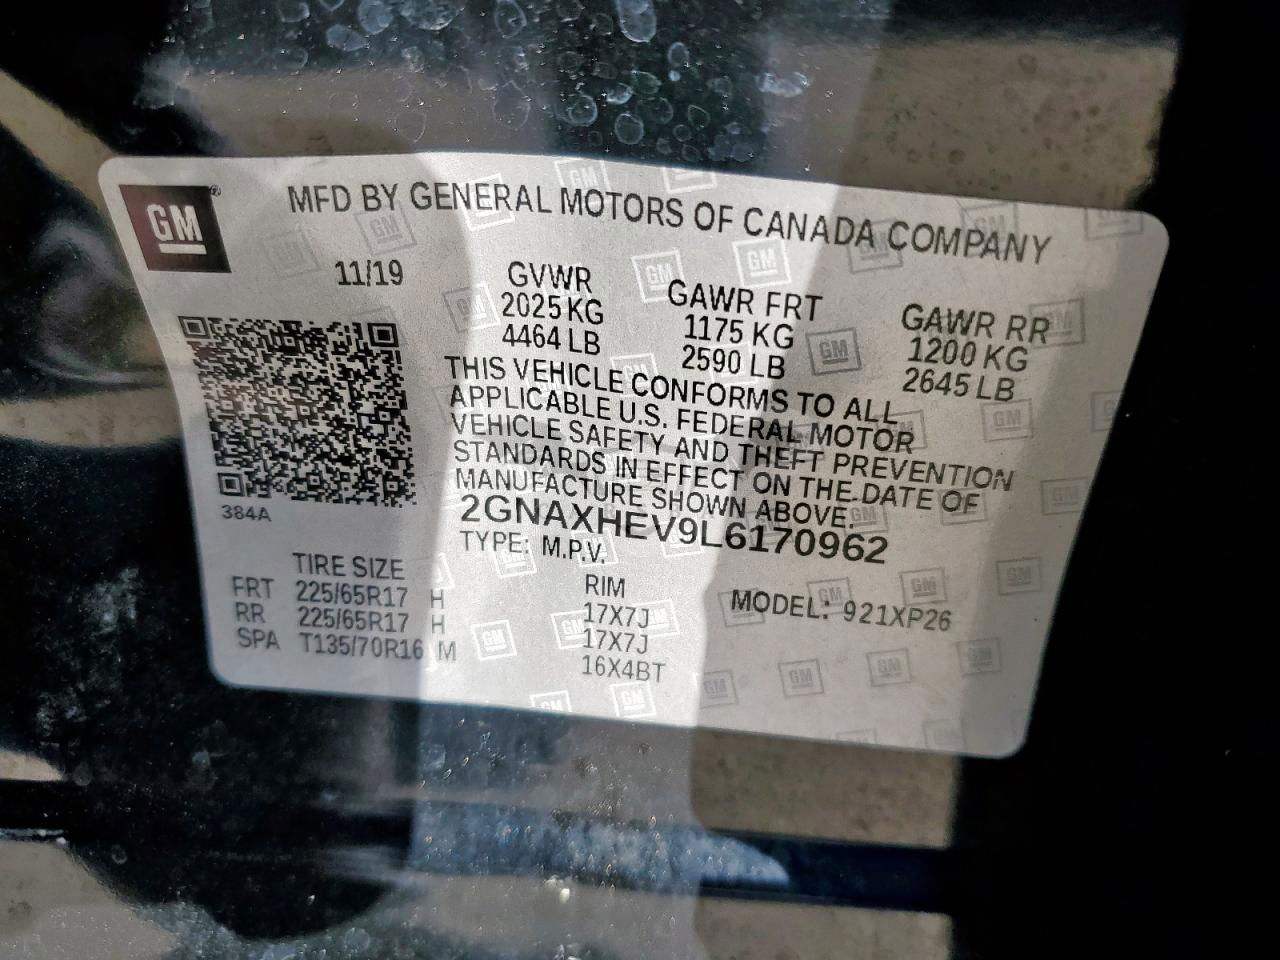 GM®
MFD BY GENERAL MOTORS OF CANADA COMPANY
11/19
GVWR
2025 KG
4464 LB
GAWR FRT
1175 KG
2590 LB
GAWR RR
1200 KG
2645 LB
THIS VEHICLE CONFORMS TO ALL
APPLICABLE U.S. FEDERAL MOTOR
VEHICLE SAFETY AND THEFT PREVENTION
STANDARDS IN EFFECT ON THE DATE OF
MANUFACTURE SHOWN ABOVE.
384A
2GNAXHEV9L6170962
TYPE: M.P.V.
MODEL: 921XP26
TIRE SIZE RIM
FRT 225/65R17 H 17X7J
RR 225/65R17 H 17X7J
SPA T135/70R16 M 16X4BT